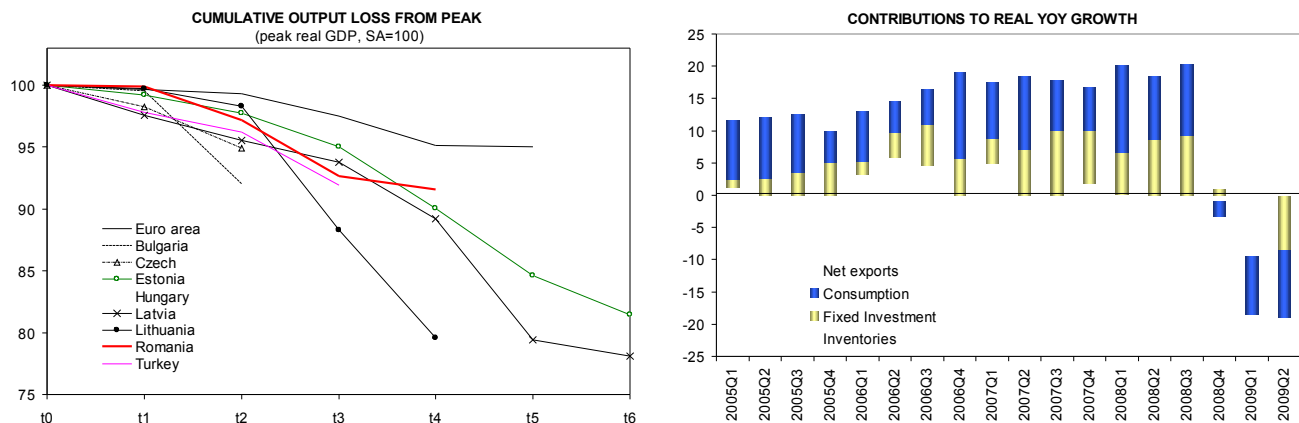 CUMULATIVE OUTPUT LOSS FROM PEAK
(peak real GDP, SA=100)
100
95
90
85
80
75
Euro area
Bulgaria
Czech
Estonia
Hungary
Latvia
Lithuania
Romania
Turkey
t0 t1 t2 t3 t4 t5 t6
CONTRIBUTIONS TO REAL YOY GROWTH
25
20
15
10
5
0
-5
-10
-15
-20
-25
Net exports
Consumption
Fixed Investment
Inventories
2005Q1
2005Q2
2005Q3
2005Q4
2006Q1
2006Q2
2006Q3
2006Q4
2007Q1
2007Q2
2007Q3
2007Q4
2008Q1
2008Q2
2008Q3
2008Q4
2009Q1
2009Q2